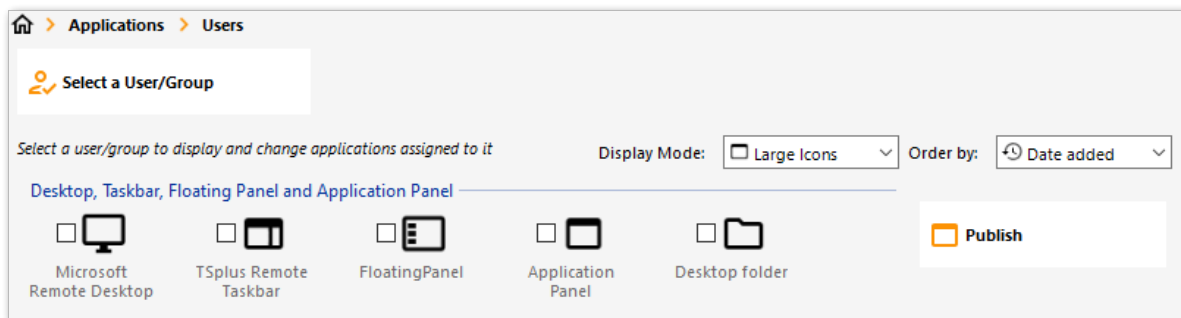 Applications > Users
Select a User/Group
Select a user/group to display and change applications assigned to it
Display Mode: Large Icons Order by: Date added
Desktop, Taskbar, Floating Panel and Application Panel
Microsoft
Remote Desktop
TSplus Remote
Taskbar
FloatingPanel
Application
Panel
Desktop folder
Publish